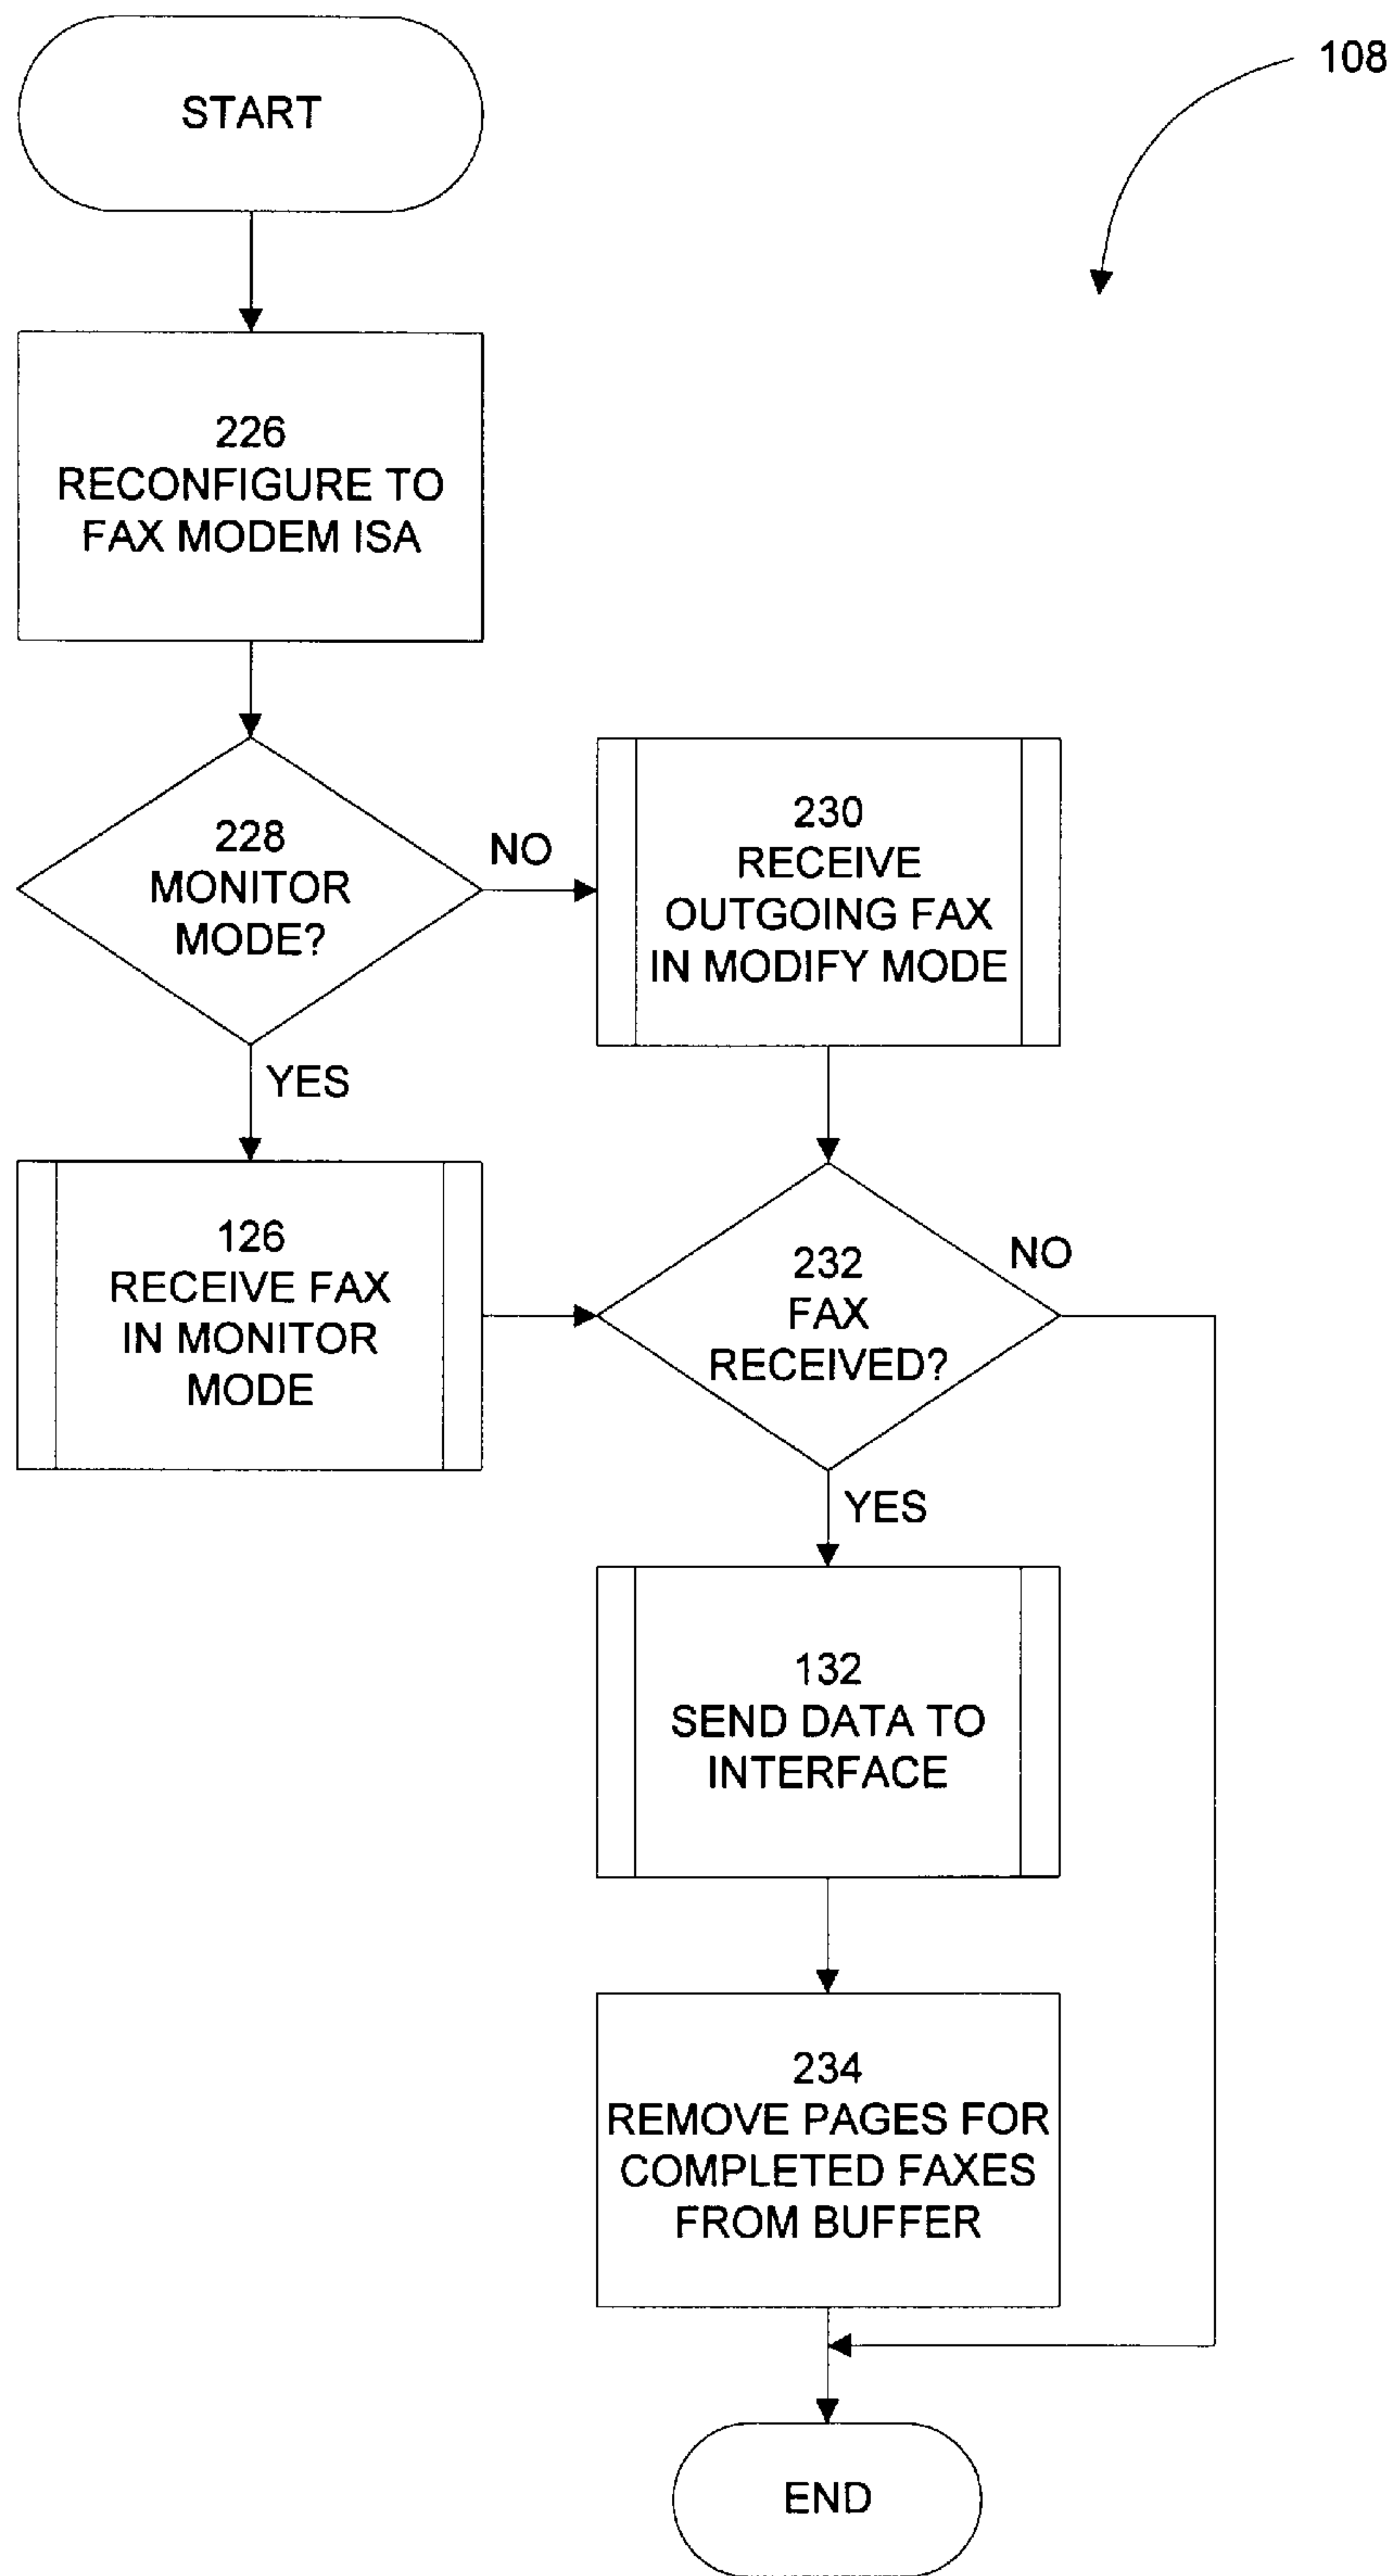 108
START
226
RECONFIGURE TO
FAX MODEM ISA
228
MONITOR
MODE?
NO
230
RECEIVE
OUTGOING FAX
IN MODIFY MODE
YES
126
RECEIVE FAX
IN MONITOR
MODE
232
FAX
RECEIVED?
NO
YES
132
SEND DATA TO
INTERFACE
234
REMOVE PAGES FOR
COMPLETED FAXES
FROM BUFFER
END